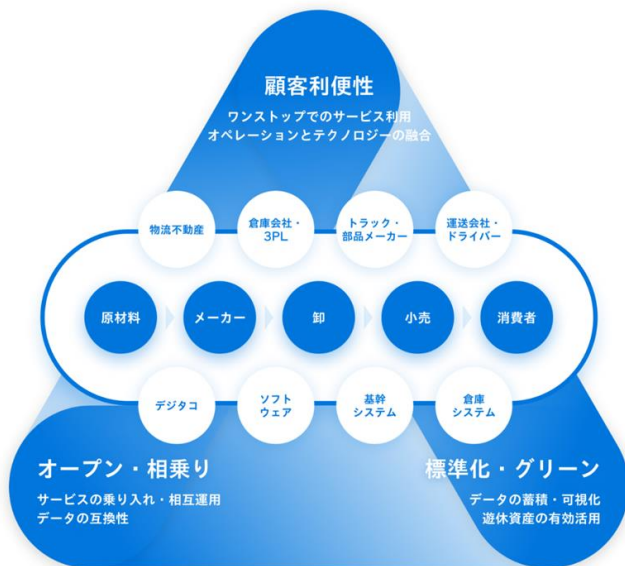 顧客利便性
ワンストップでのサービス利用
オペレーションとテクノロジーの融合
物流不動産
倉庫会社・
3PL
トラック・
部品メーカー
運送会社・
ドライバー
原材料
メーカー
卸
小売
消費者
デジタコ
ソフト
ウェア
基幹
システム
倉庫
システム
オープン・相乗り
サービスの乗り入れ・相互運用
データの互換性
標準化・グリーン
データの蓄積・可視化
遊休資産の有効活用